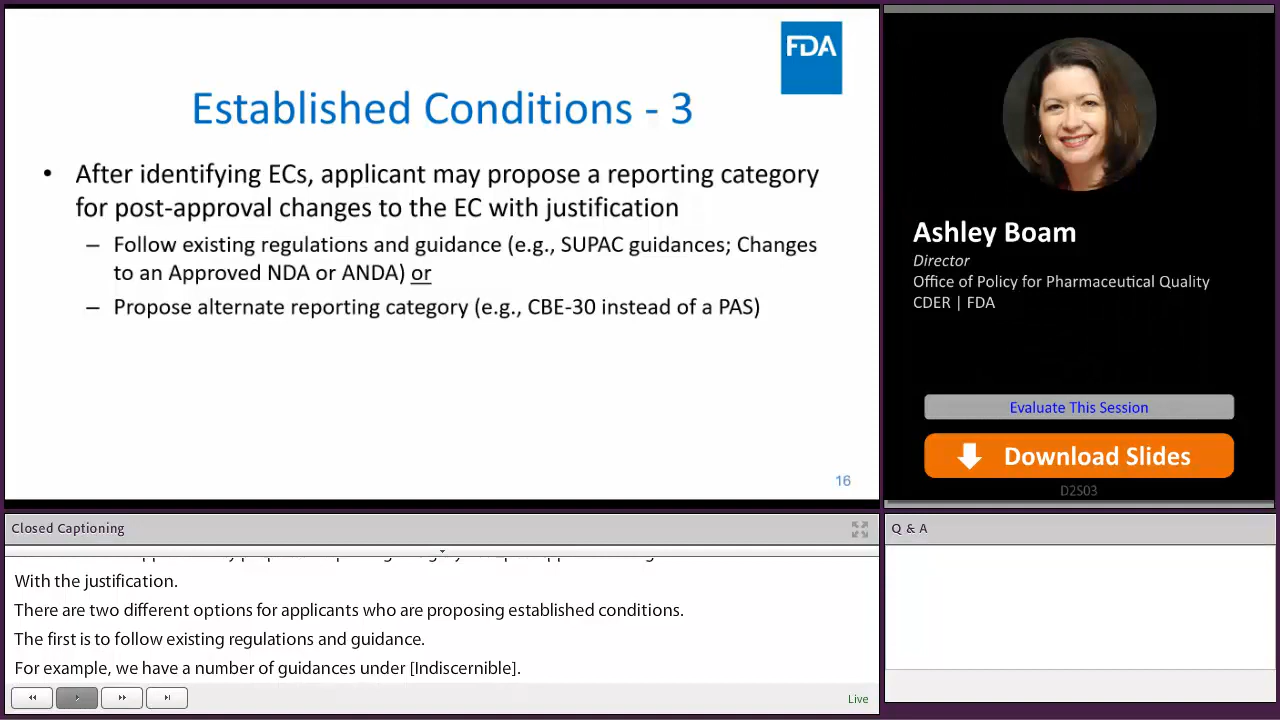 FDA
Established Conditions - 3
• After identifying ECs, applicant may propose a reporting category
for post-approval changes to the EC with justification
– Follow existing regulations and guidance (e.g., SUPAC guidances; Changes
to an Approved NDA or ANDA) or
– Propose alternate reporting category (e.g., CBE-30 instead of a PAS)
16
Ashley Boam
Director
Office of Policy for Pharmaceutical Quality
CDER | FDA
Evaluate This Session
Download Slides
D2S03
Closed Captioning
With the justification.
There are two different options for applicants who are proposing established conditions.
The first is to follow existing regulations and guidance.
For example, we have a number of guidances under [Indiscernible].
Live
Q & A